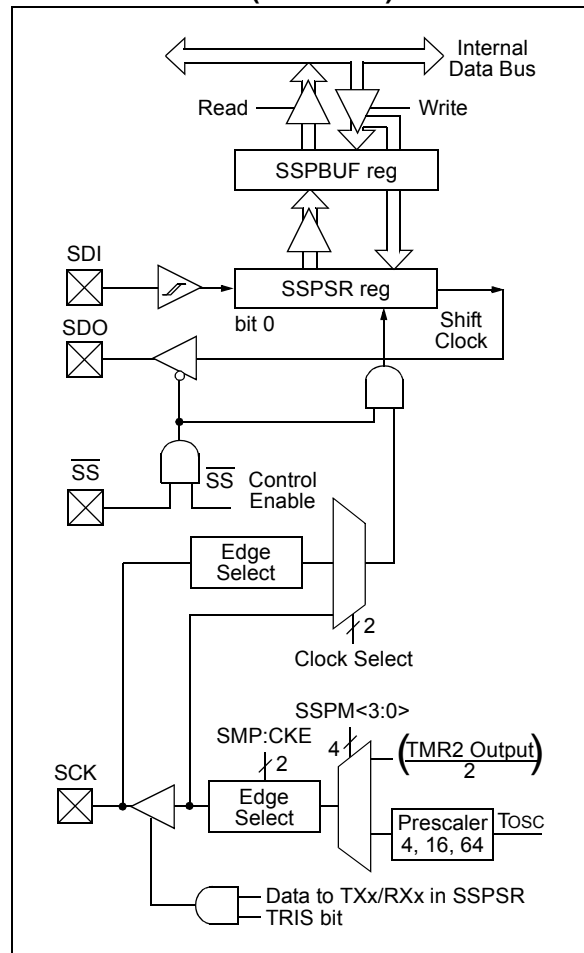 Internal
Data Bus
Read
Write
SSPBUF reg
SDI
SSPSR reg
bit 0
Shift
Clock
SDO
SS
SS Control
Enable
Edge
Select
2
Clock Select
SSPM<3:0>
SMP:CKE
4
2
(TMR2 Output)
2
SCK
Edge
Select
Prescaler
4, 16, 64
TOSC
Data to TXx/RXx in SSPSR
TRIS bit